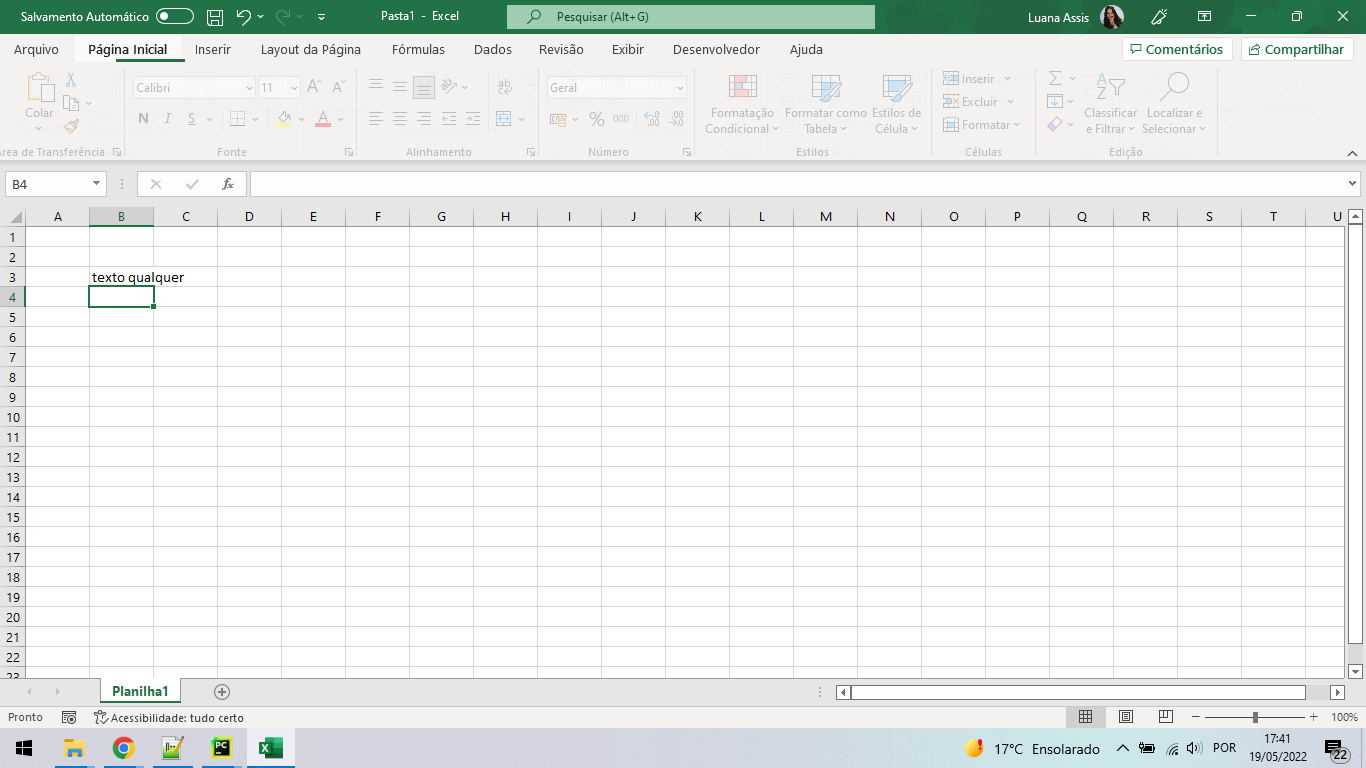 Salvamento Automático Pasta1 - Excel Pesquisar (Alt+G) Luana Assis
Arquivo Página Inicial Inserir Layout da Página Fórmulas Dados Revisão Exibir Desenvolvedor Ajuda Comentários Compartilhar
Colar
Calibri 11
N I S
Geral
% 000
Formatação Condicional
Formatar como Tabela
Estilos de Célula
Inserir
Excluir
Formatar
Classificar e Filtrar
Localizar e Selecionar
Área de Transferência Fonte Alinhamento Número Estilos Células Edição
B4 fx
A B C D E F G H I J K L M N O P Q R S T U
1
2
3 texto qualquer
4
5
6
7
8
9
10
11
12
13
14
15
16
17
18
19
20
21
22
23
Planilha1
Pronto Acessibilidade: tudo certo 100%
17°C Ensolarado POR 17:41
19/05/2022 22